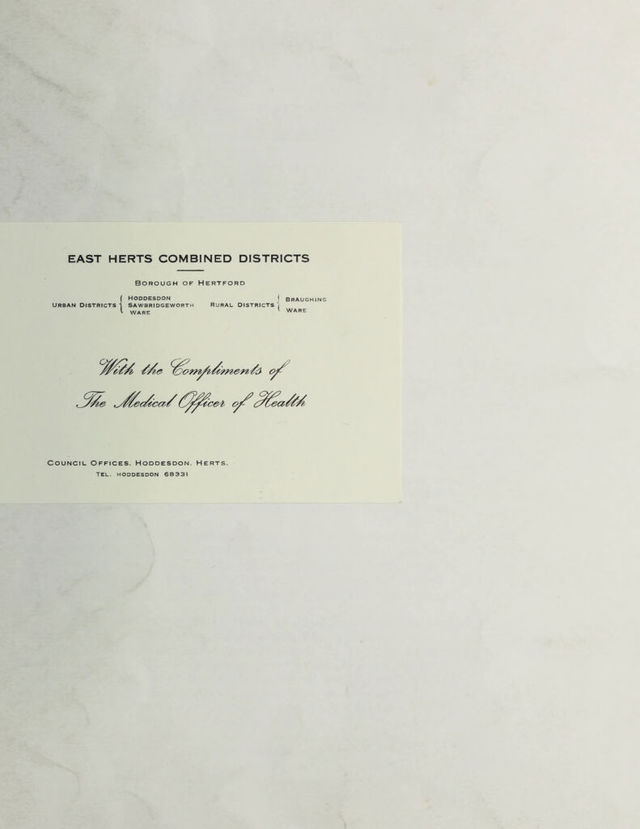 EAST HERTS COMBINED DISTRICTS
BOROUGH OF HERTFORD
URBAN DISTRICTS { HODDESDON
SAWBRIDGEWORTH
WARE
RURAL DISTRICTS { BRAUGHING
WARE
With the Compliments of
The Medical Officer of Health
COUNCIL OFFICES, HODDESDON, HERTS.
TEL. HODDESDON 68331